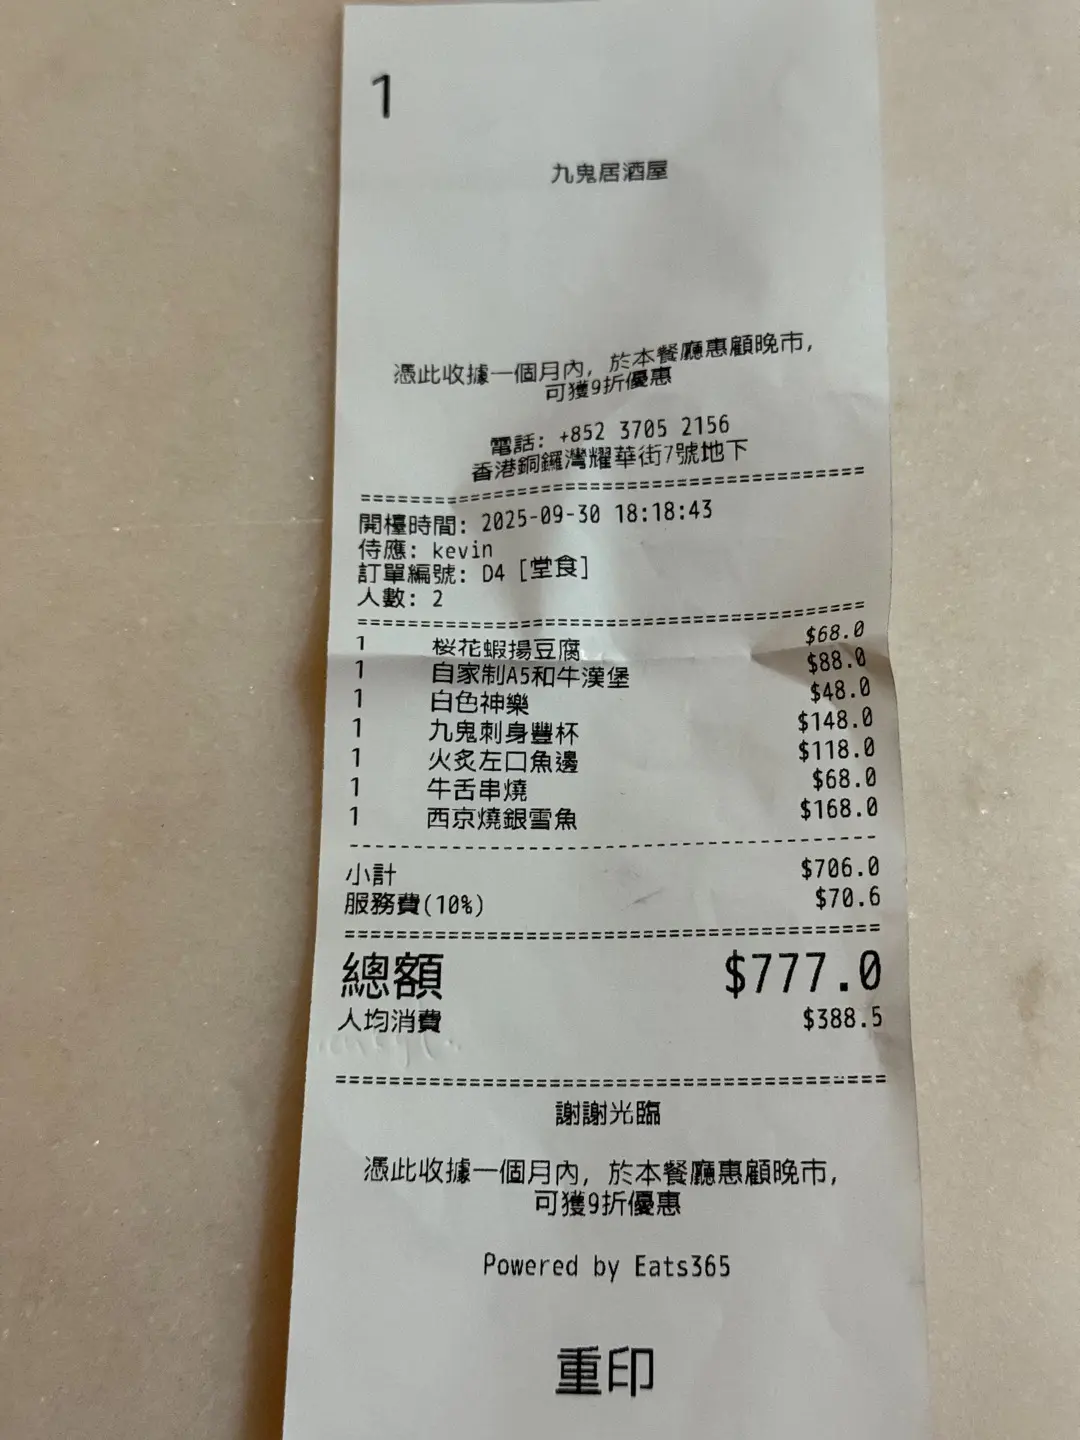 1
九鬼居酒屋
憑此收據一個月內, 於本餐廳惠顧晚市,
可獲9折優惠
電話: +852 3705 2156
香港銅鑼灣耀華街7號地下
開檯時間: 2025-09-30 18:18:43
侍應: kevin
訂單編號: D4 [堂食]
人數: 2
1 桜花蝦揚豆腐 $68.0
1 自家制A5和牛漢堡 $88.0
1 白色神樂 $48.0
1 九鬼刺身豐杯 $148.0
1 火炙左口魚邊 $118.0
1 牛舌串燒 $68.0
1 西京燒銀雪魚 $168.0
小計 $706.0
服務費(10%) $70.6
總額 $777.0
人均消費 $388.5
謝謝光臨
憑此收據一個月內, 於本餐廳惠顧晚市,
可獲9折優惠
Powered by Eats365
重印